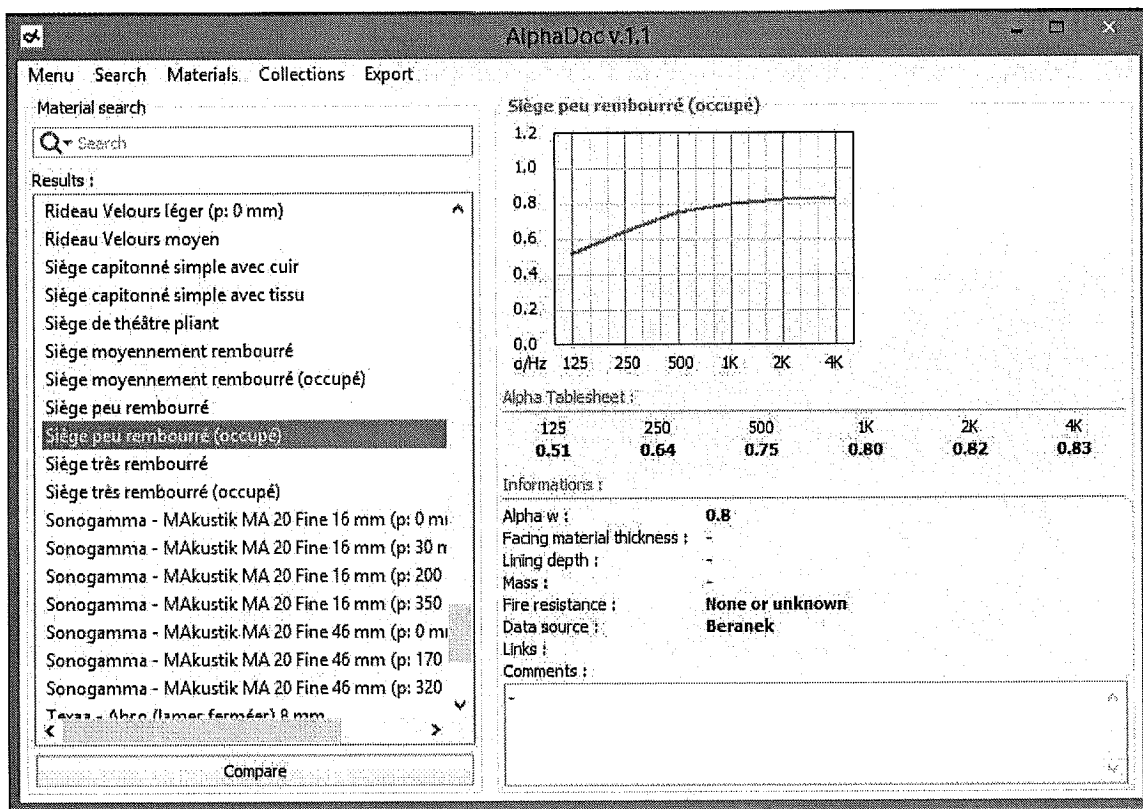 AlphaDoc v.1.1
Menu Search Materials Collections Export
Material search
Search
Results :
Rideau Velours léger (p: 0 mm)
Rideau Velours moyen
Siège capitonné simple avec cuir
Siège capitonné simple avec tissu
Siège de théâtre pliant
Siège moyennement rembourré
Siège moyennement rembourré (occupé)
Siège peu rembourré
Siège peu rembourré (occupé)
Siège très rembourré
Siège très rembourré (occupé)
Sonogamma - MAkustik MA 20 Fine 16 mm (p: 0 m
Sonogamma - MAkustik MA 20 Fine 16 mm (p: 30
Sonogamma - MAkustik MA 20 Fine 16 mm (p: 200
Sonogamma - MAkustik MA 20 Fine 16 mm (p: 350
Sonogamma - MAkustik MA 20 Fine 46 mm (p: 0 m
Sonogamma - MAkustik MA 20 Fine 46 mm (p: 170
Sonogamma - MAkustik MA 20 Fine 46 mm (p: 320
8 mm
Compare
Siège peu rembourré (occupé)
1.2
1.0
0.8
0.6
0.4
0.2
0.0
α/Hz 125 250 500 1K 2K 4K
Alpha Tablesheet :
125 250 500 1K 2K 4K
0.51 0.64 0.75 0.80 0.82 0.83
Informations :
Alpha w : 0.8
Facing material thickness : -
Lining depth : -
Mass : -
Fire resistance : None or unknown
Data source : Beranek
Links :
Comments :
-